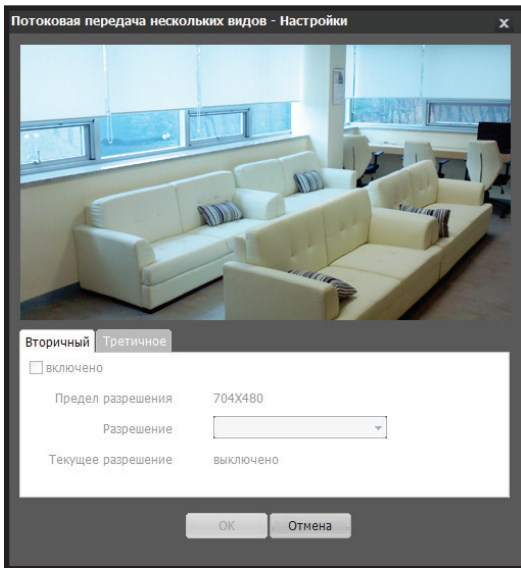 Потоковая передача нескольких видов - Настройки x
Вторичный Третичное
включено
Предел разрешения 704X480
Разрешение
Текущее разрешение выключено
OK Отмена